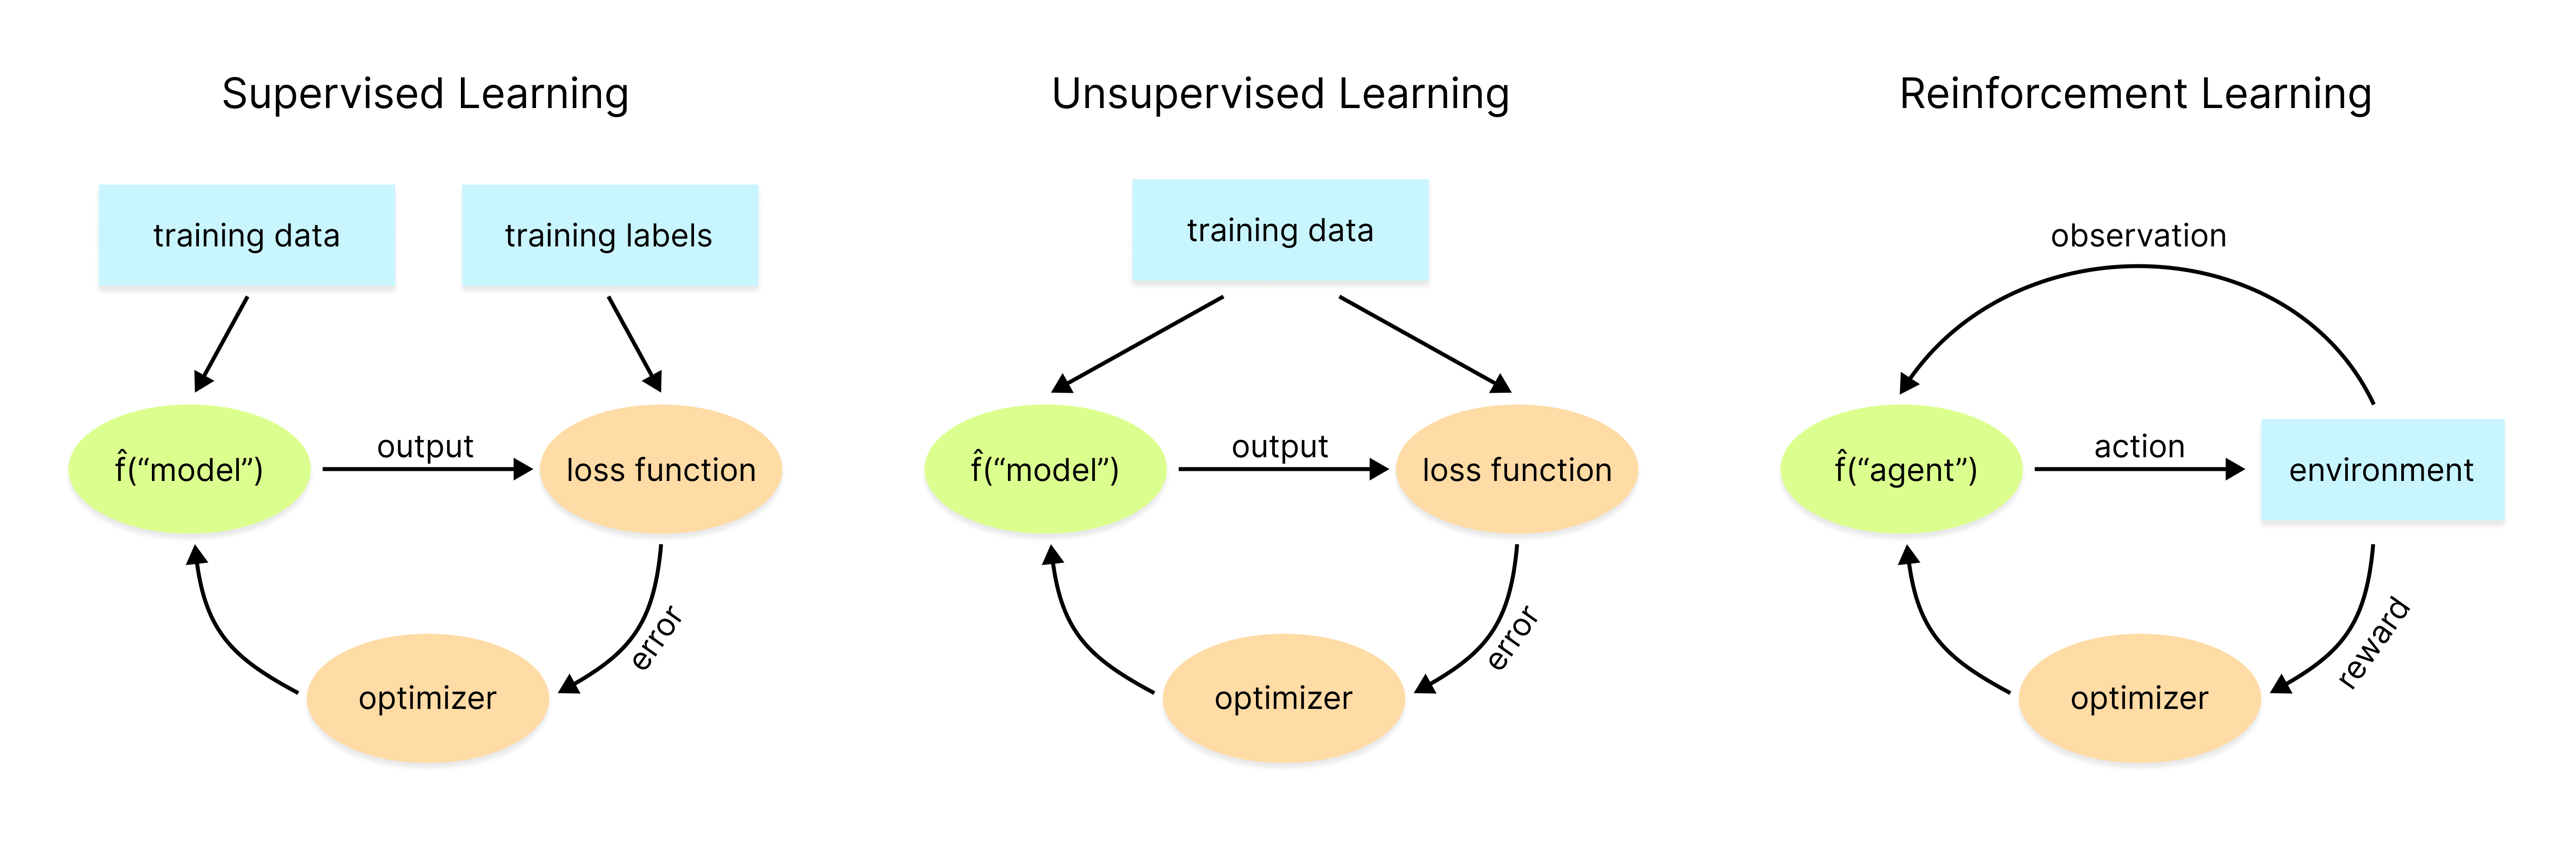 Supervised Learning
training data
training labels
f̂(“model”)
output
loss function
error
optimizer
Unsupervised Learning
training data
f̂(“model”)
output
loss function
error
optimizer
Reinforcement Learning
observation
f̂(“agent”)
action
environment
reward
optimizer